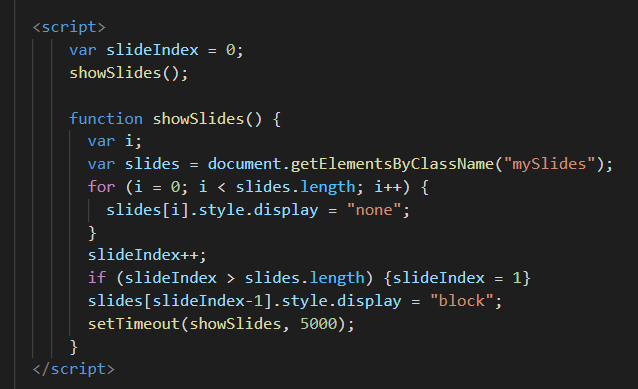 <script>
var slideIndex = 0;
showSlides();
function showSlides() {
var i;
var slides = document.getElementsByClassName("mySlides");
for (i = 0; i < slides.length; i++) {
slides[i].style.display = "none";
}
slideIndex++;
if (slideIndex > slides.length) {slideIndex = 1}
slides[slideIndex-1].style.display = "block";
setTimeout(showSlides, 5000);
}
</script>